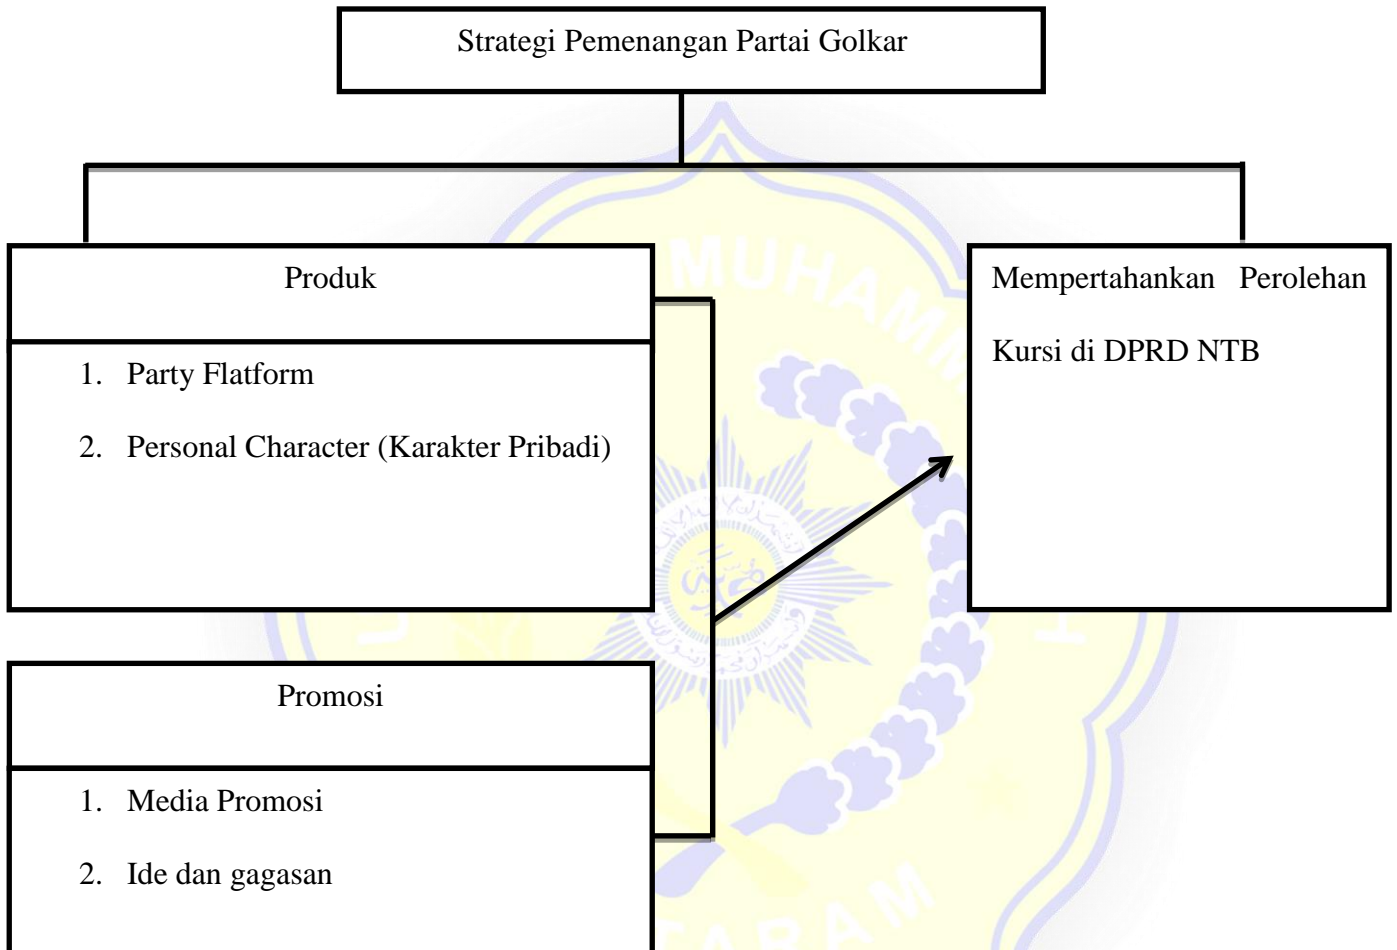 Strategi Pemenangan Partai Golkar
Produk
1. Party Flatform
2. Personal Character (Karakter Pribadi)
Mempertahankan Perolehan
Kursi di DPRD NTB
Promosi
1. Media Promosi
2. Ide dan gagasan